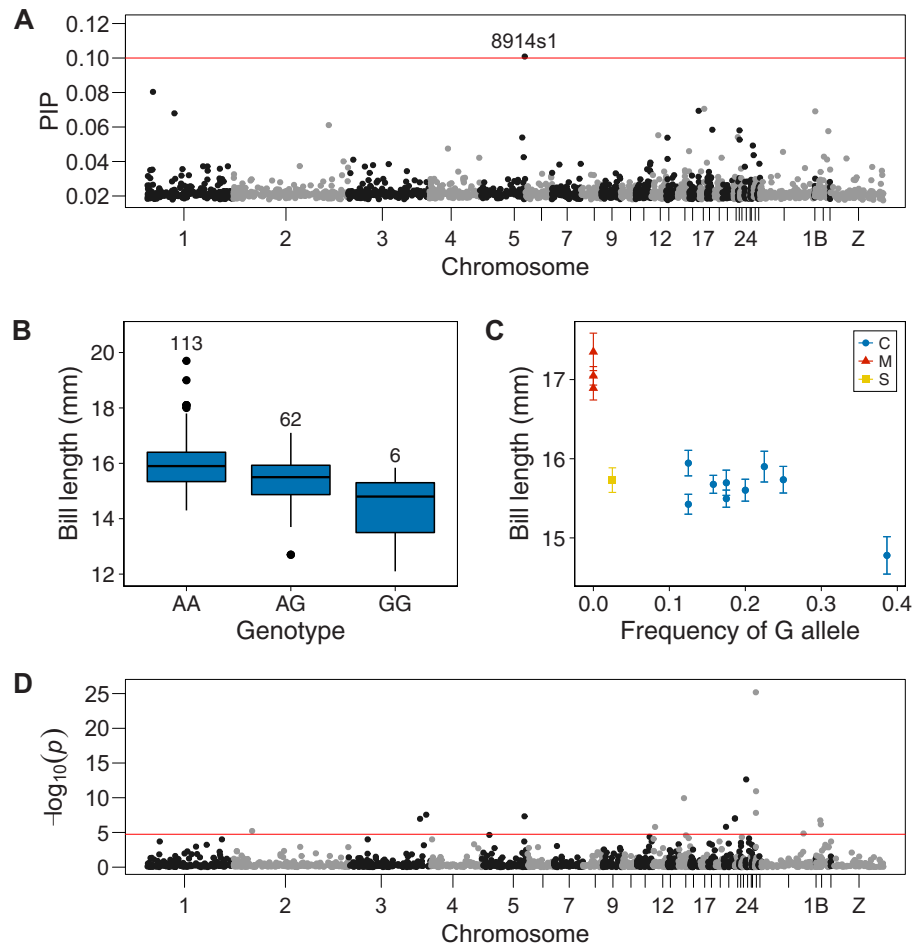 A
PIP
0.12
0.10
0.08
0.06
0.04
0.02
8914s1
1 2 3 4 5 7 9 12 17 24 1B Z
Chromosome
B
Bill length (mm)
20
18
16
14
12
113
62
6
AA AG GG
Genotype
C
Bill length (mm)
17
16
15
C
M
S
0.0 0.1 0.2 0.3 0.4
Frequency of G allele
D
−log₁₀(p)
25
20
15
10
5
0
1 2 3 4 5 7 9 12 17 24 1B Z
Chromosome